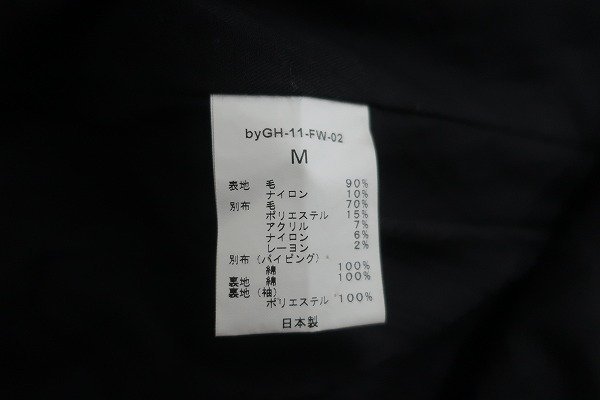 byGH-11-FW-02
M
表地 毛 90%
ナイロン 10%
別布 毛 70%
ポリエステル 15%
アクリル 7%
ナイロン 6%
レーヨン 2%
別布(パイピング)
綿 100%
裏地 綿 100%
裏地(袖)
ポリエステル 100%
日本製